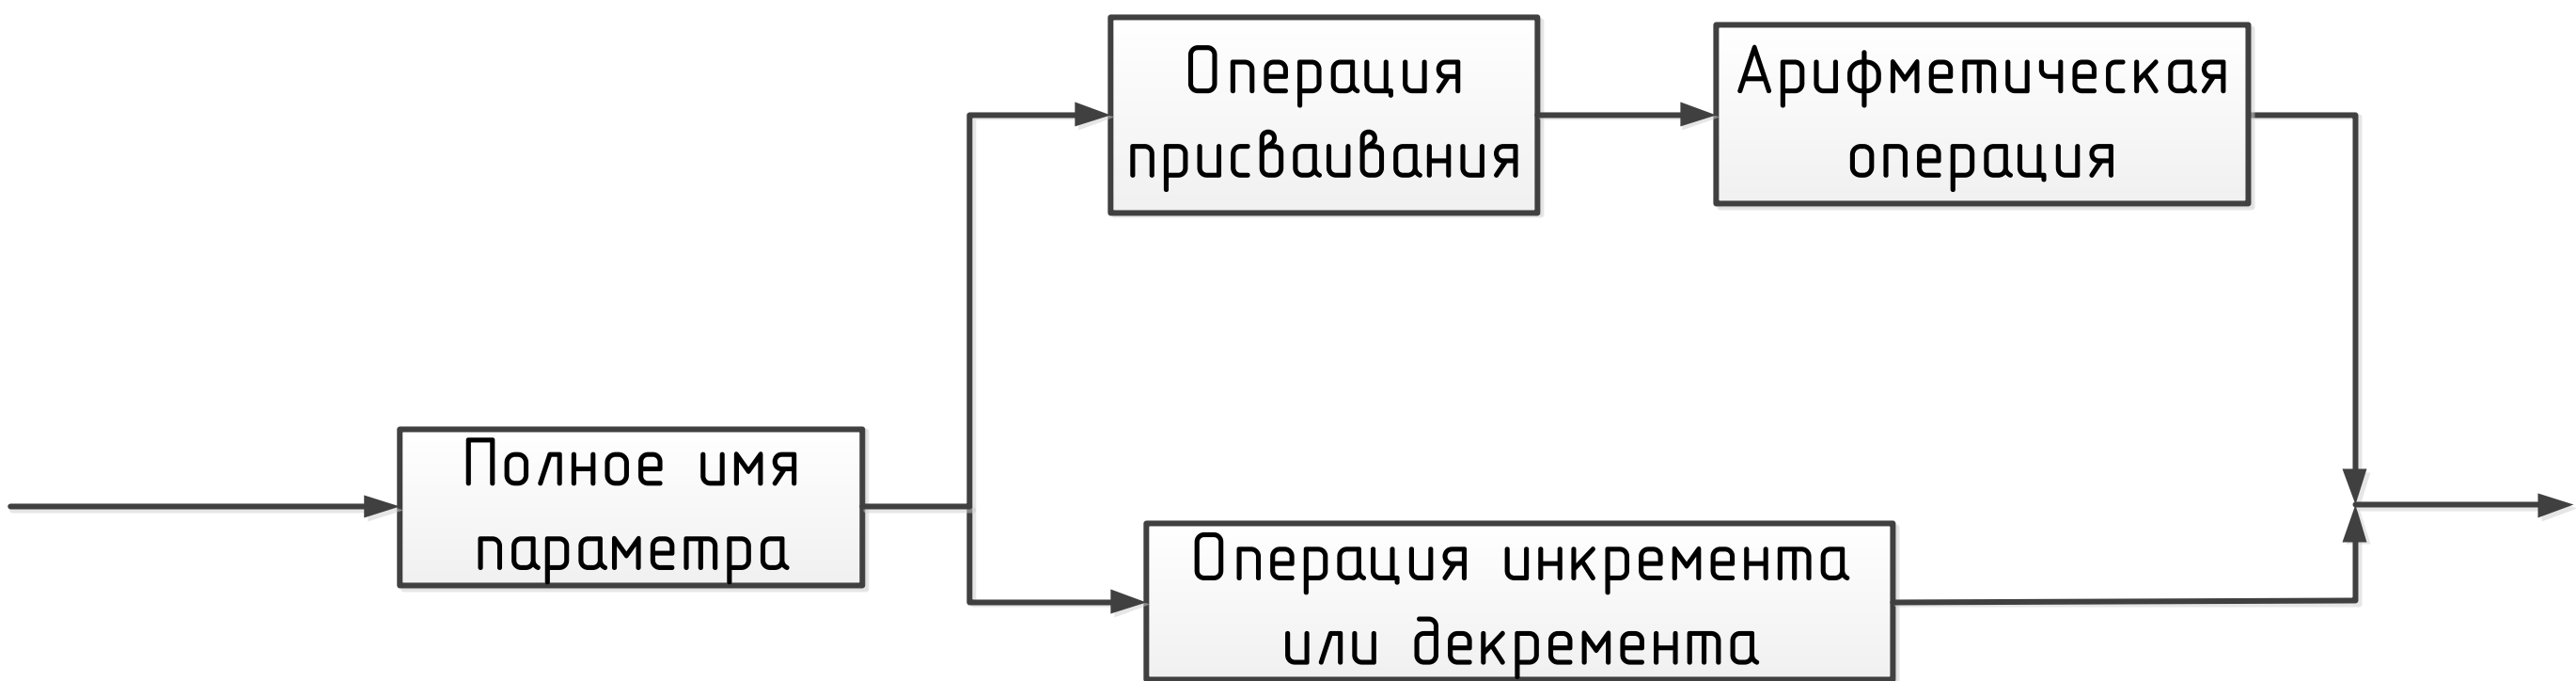 Операция
присваивания
Арифметическая
операция
Полное имя
параметра
Операция инкремента
или декремента